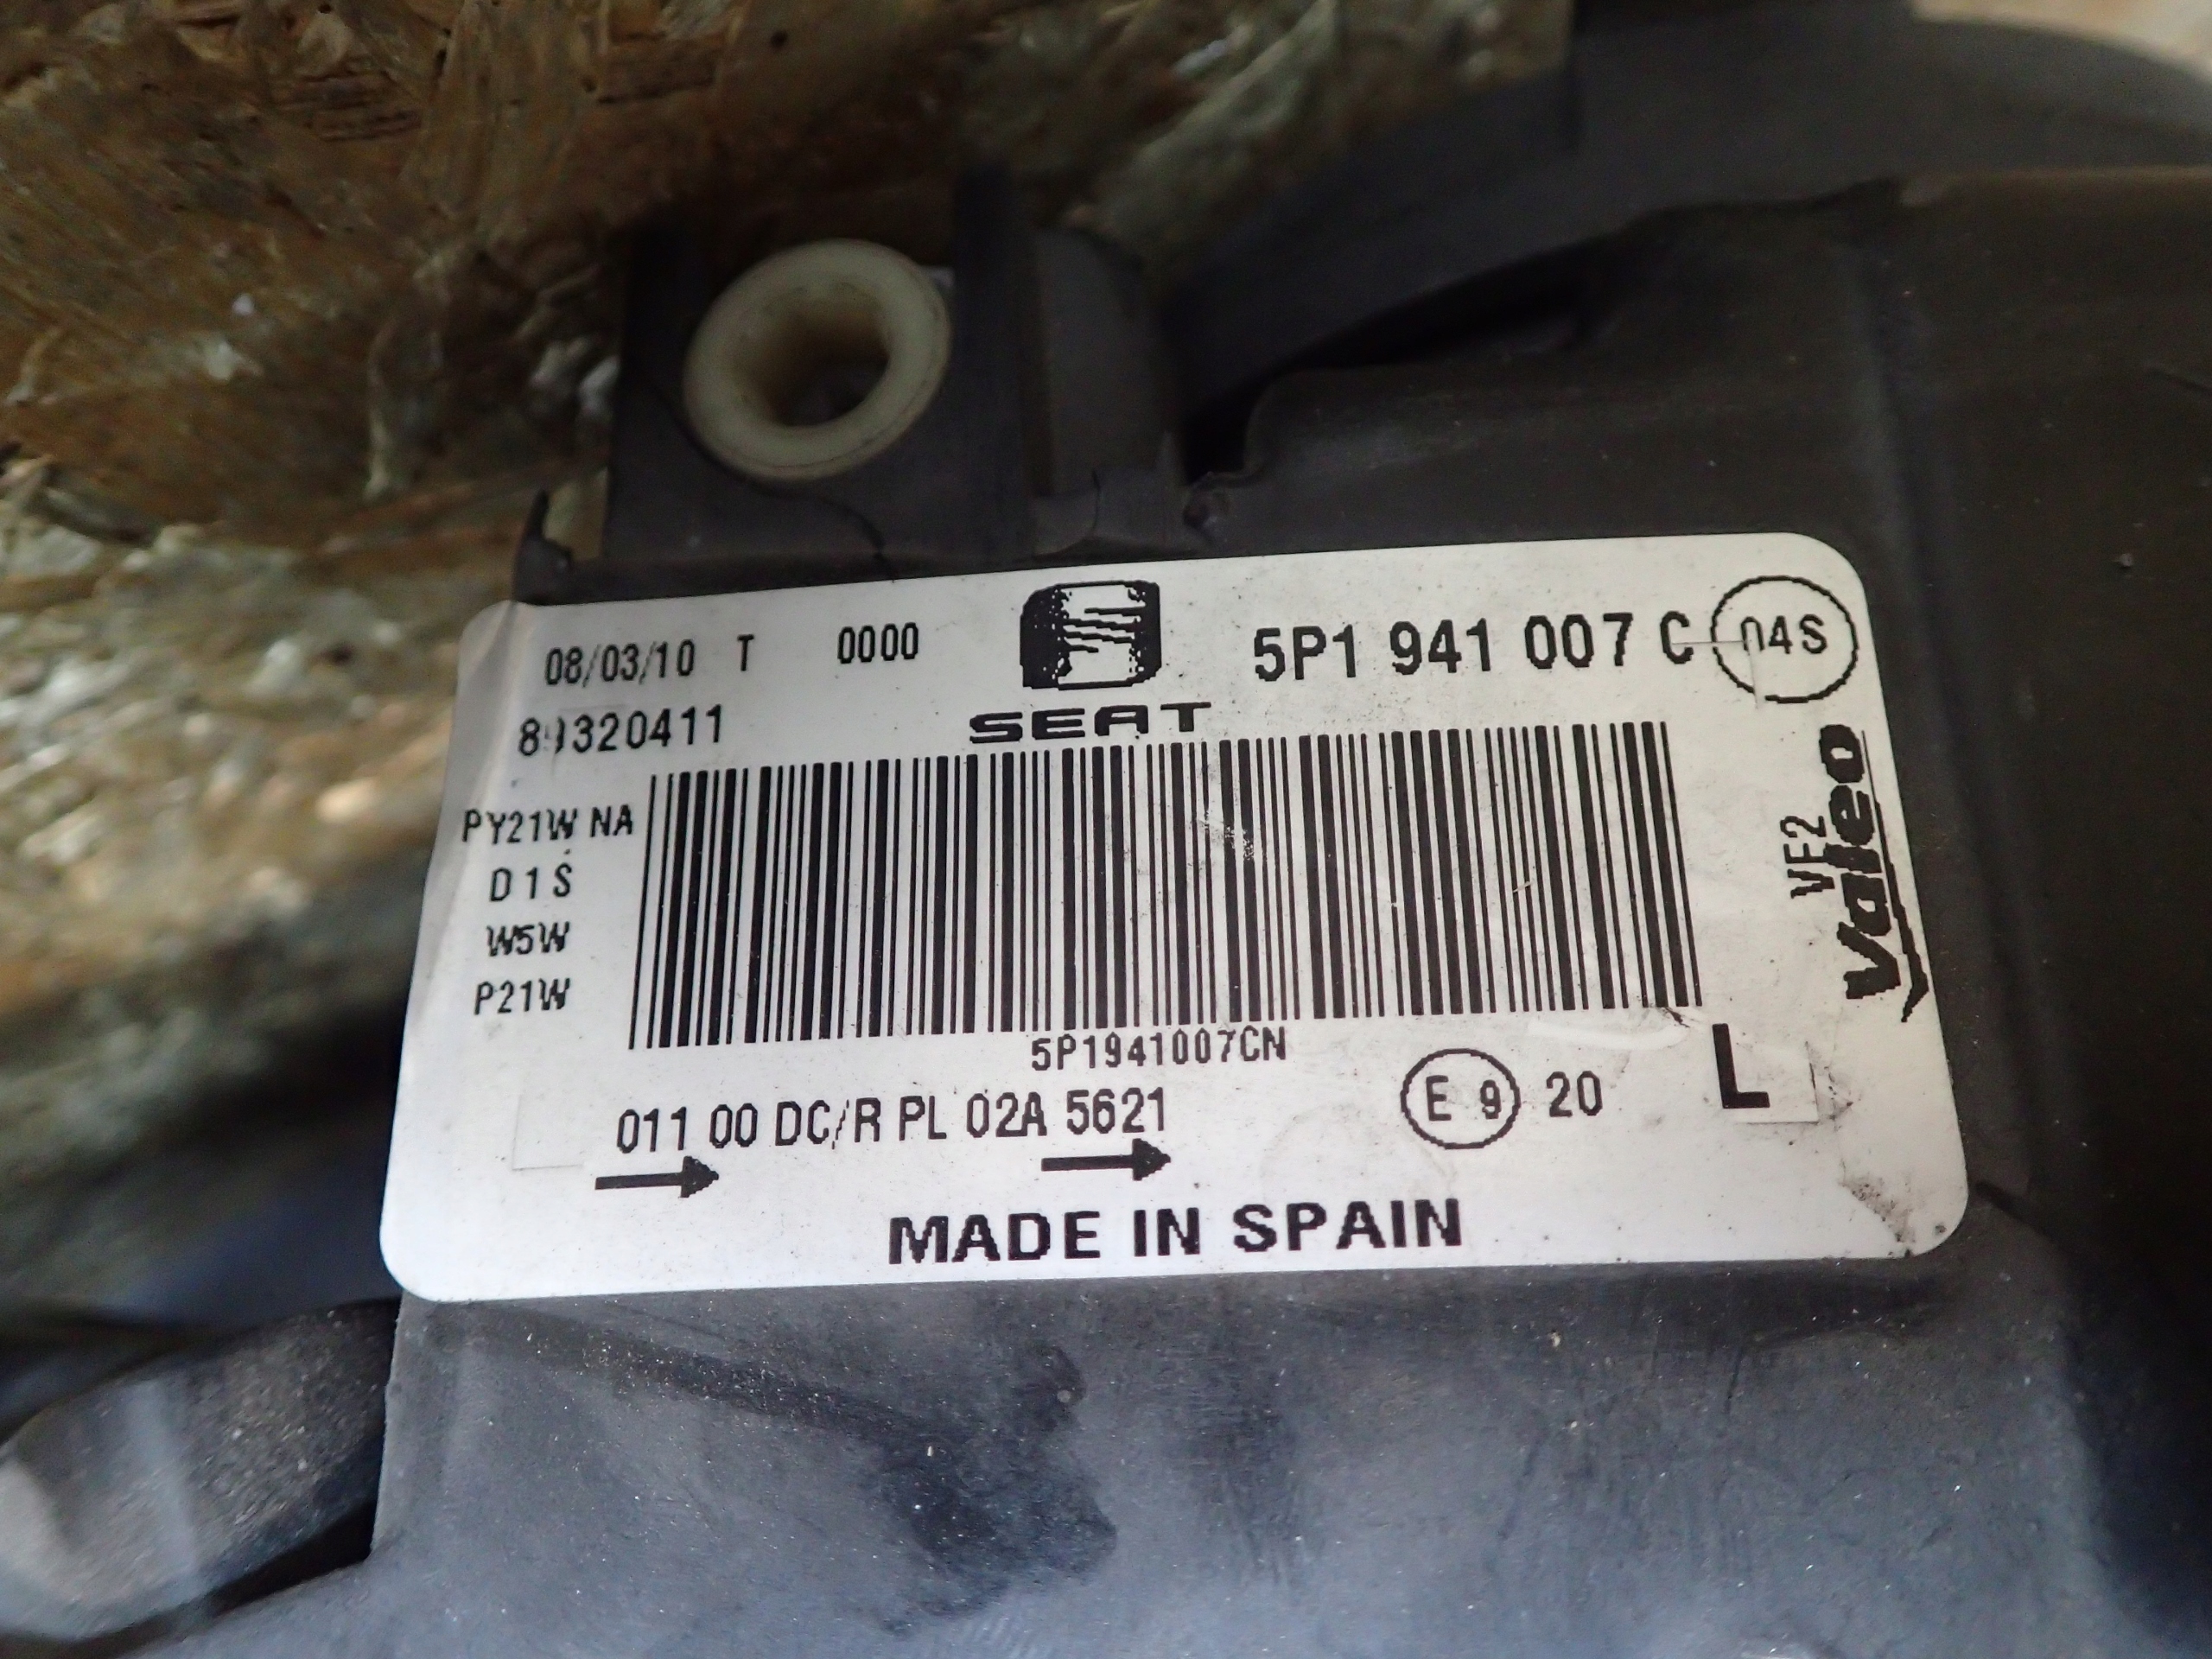 08/03/10 T 0000
SEAT
5P1 941 007 C
04S
PY21W NA
D1S
W5W
P21W
5P1941007CN
VF2
Valeo
011 00 DC/R PL 02A 5621
E 9 20
L
MADE IN SPAIN